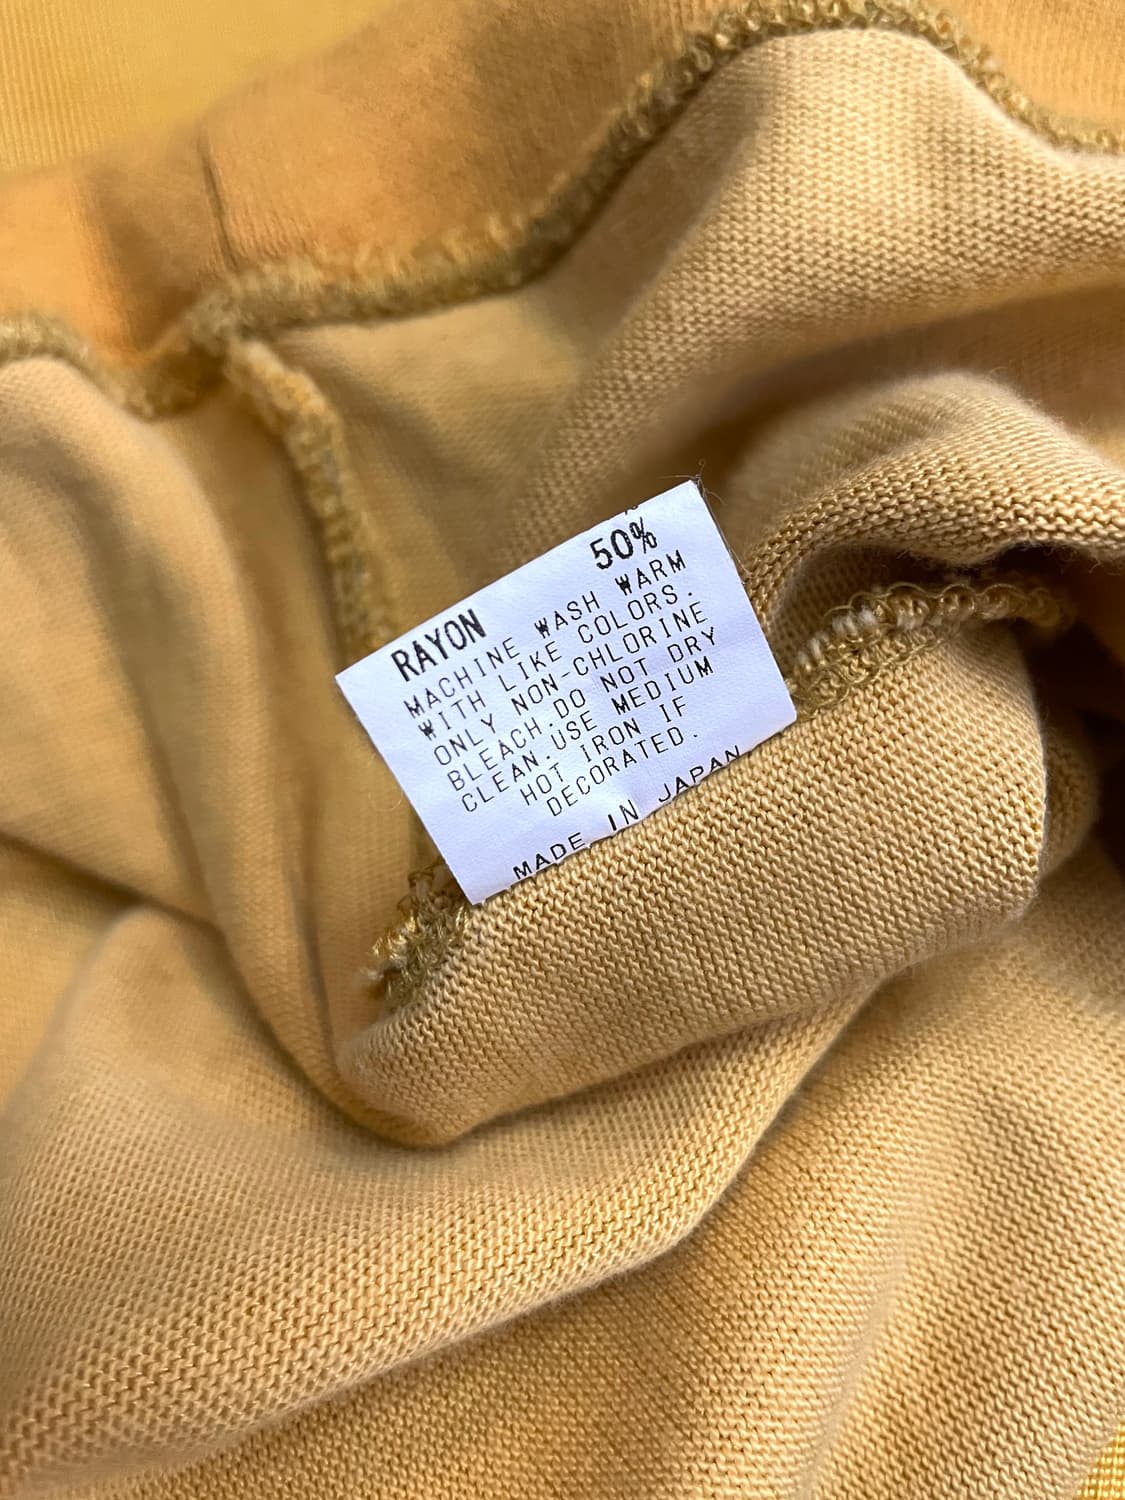 RAYON 50%
MACHINE WASH WARM
WITH LIKE COLORS.
ONLY NON-CHLORINE
BLEACH.DO NOT DRY
CLEAN.USE MEDIUM
HOT IRON IF
DECORATED.
MADE IN JAPAN